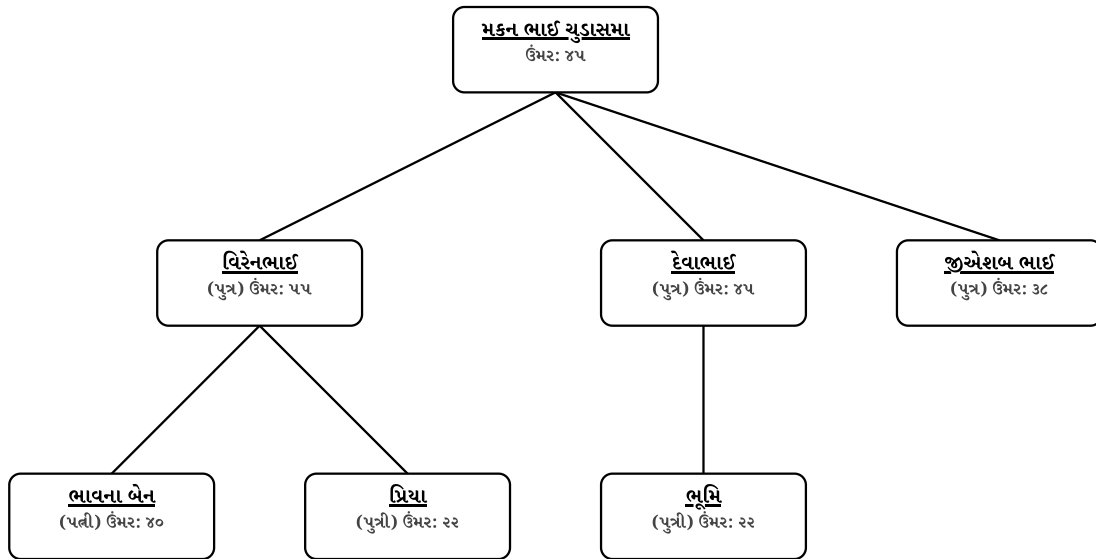 મકન ભાઈ ચુડાસમા
ઉંમર: ૪૫
વિરેનભાઈ
(પુત્ર) ઉંમર: ૫૫
દેવાભાઈ
(પુત્ર) ઉંમર: ૪૫
જીએશબ ભાઈ
(પુત્ર) ઉંમર: ૩૮
ભાવના બેન
(પત્ની) ઉંમર: ૪૦
પ્રિયા
(પુત્રી) ઉંમર: ૨૨
ભૂમિ
(પુત્રી) ઉંમર: ૨૨